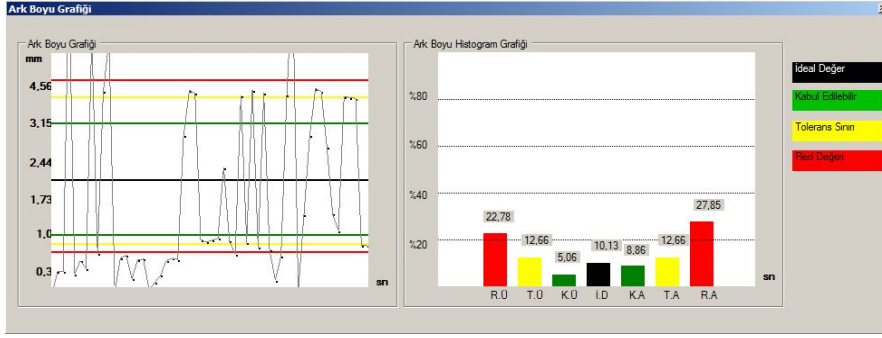 Ark Boyu Grafiği
Ark Boyu Grafiği
mm
4,56
3,15
2,44
1,73
1,0
0,3
sn
Ark Boyu Histogram Grafiği
%80
%60
%40
%20
22,78
12,66
5,06
10,13
8,86
12,66
27,85
R.Ü T.Ü K.Ü İ.D K.A T.A R.A
sn
İdeal Değer
Kabul Edilebilir
Tolerans Sınırı
Red Değeri